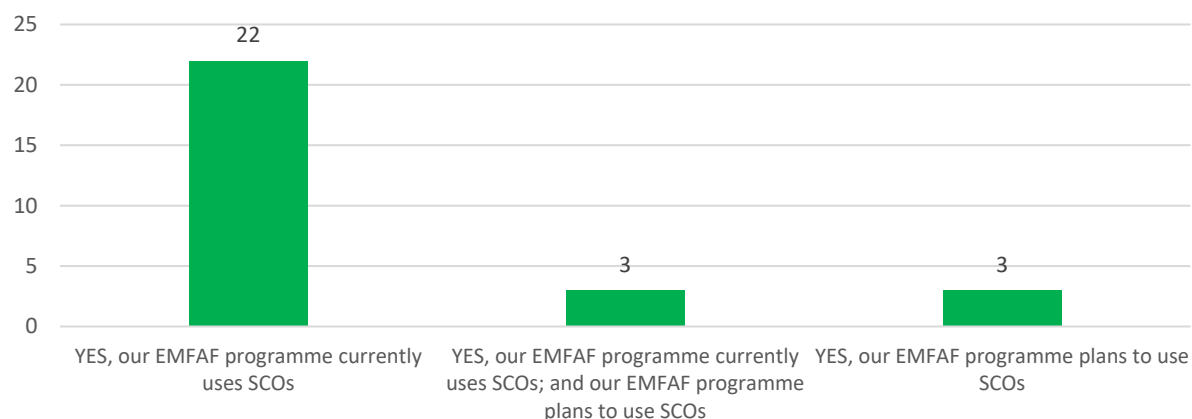 25
20
15
10
5
0
22
3
3
YES, our EMFAF programme currently
uses SCOs
YES, our EMFAF programme currently
uses SCOs; and our EMFAF programme
plans to use SCOs
YES, our EMFAF programme plans to use
SCOs